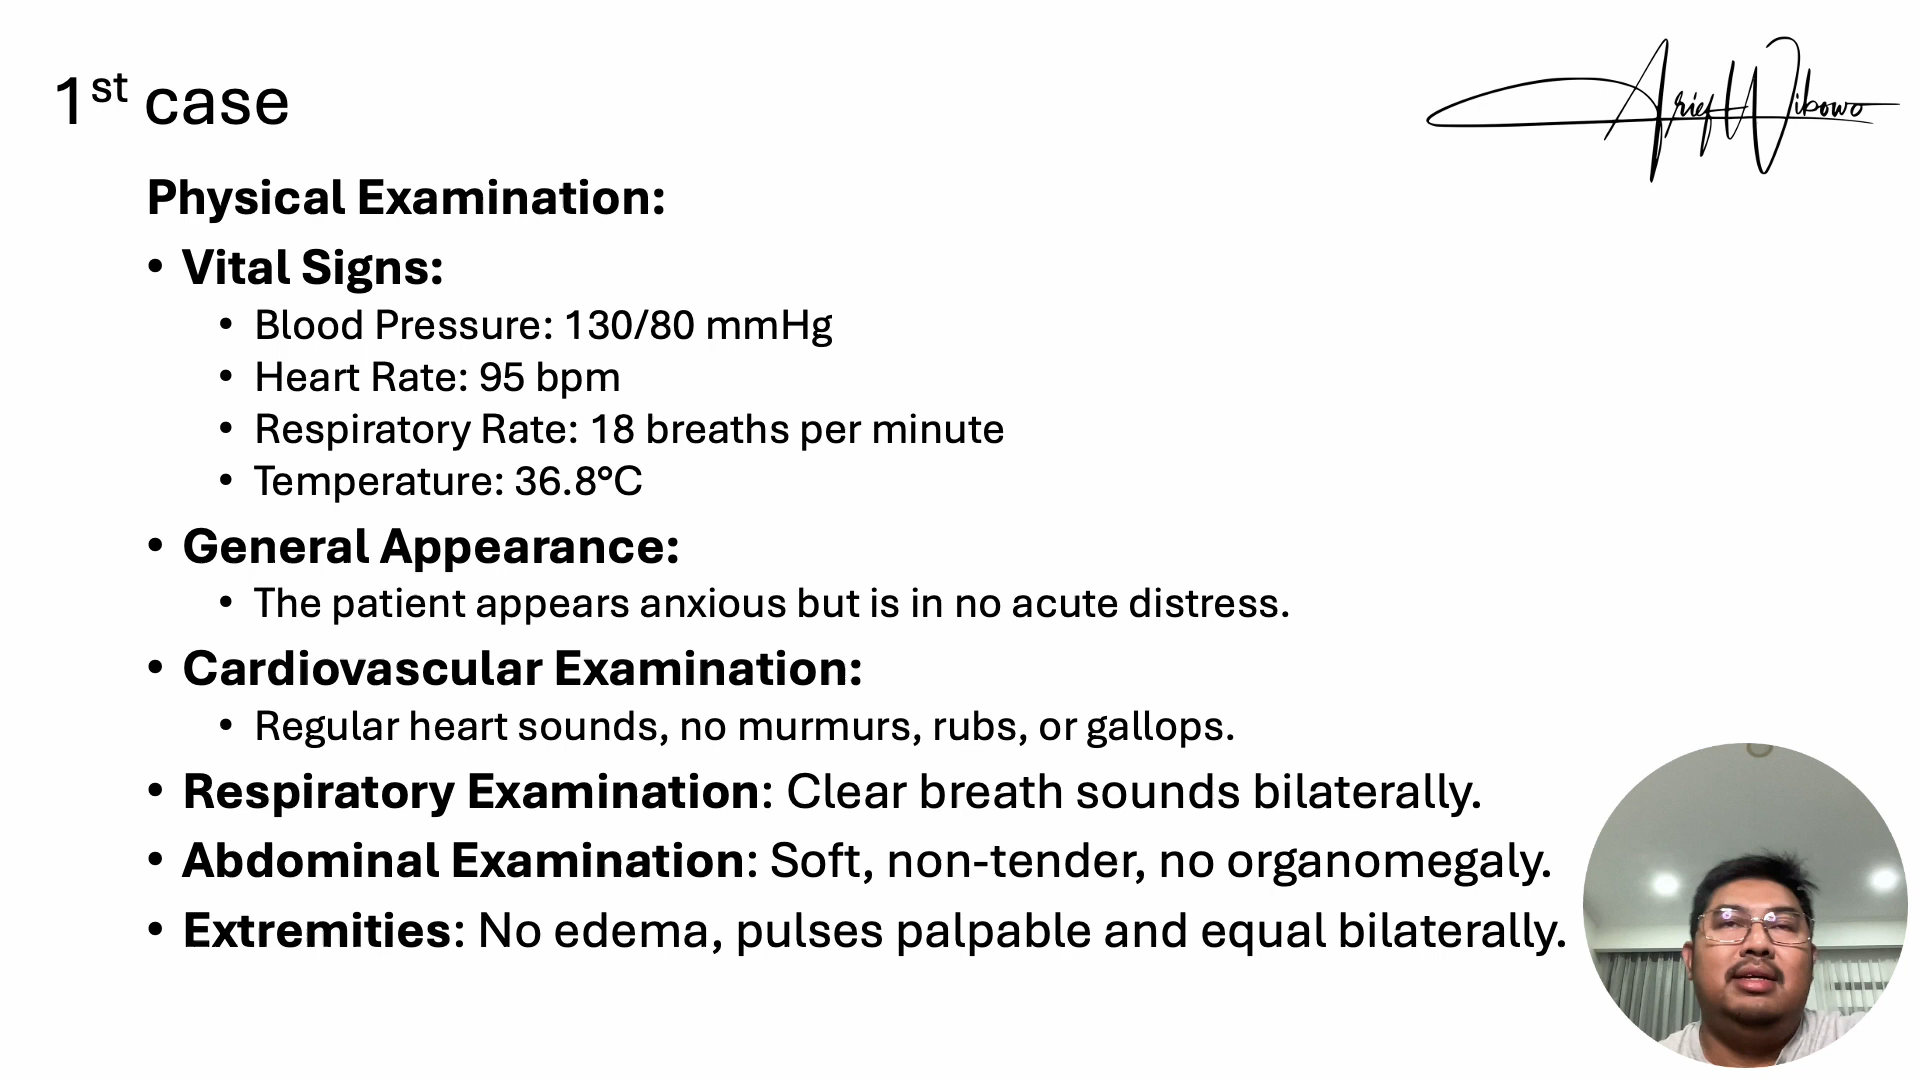 1st case
Arief Wibowo
Physical Examination:
• Vital Signs:
• Blood Pressure: 130/80 mmHg
• Heart Rate: 95 bpm
• Respiratory Rate: 18 breaths per minute
• Temperature: 36.8°C
• General Appearance:
• The patient appears anxious but is in no acute distress.
• Cardiovascular Examination:
• Regular heart sounds, no murmurs, rubs, or gallops.
• Respiratory Examination: Clear breath sounds bilaterally.
• Abdominal Examination: Soft, non-tender, no organomegaly.
• Extremities: No edema, pulses palpable and equal bilaterally.